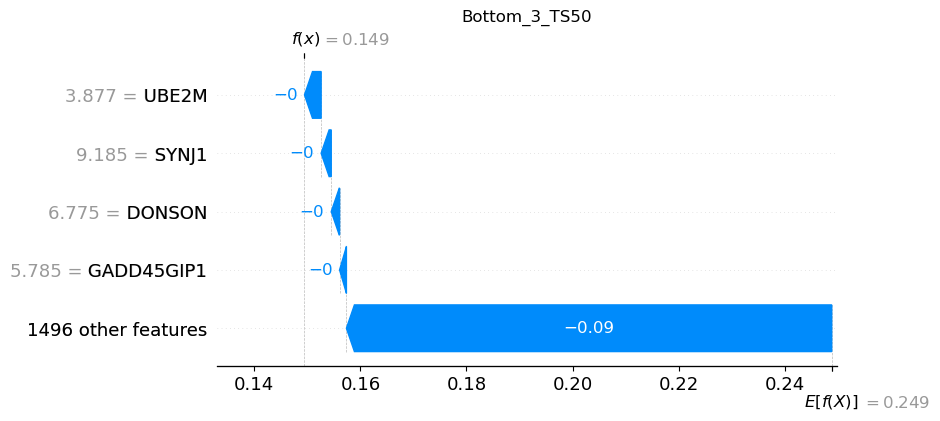 Bottom_3_TS50
f(x) = 0.149
3.877 = UBE2M
−0
9.185 = SYNJ1
−0
6.775 = DONSON
−0
5.785 = GADD45GIP1
−0
1496 other features
−0.09
0.14 0.16 0.18 0.20 0.22 0.24
E[f(X)] = 0.249